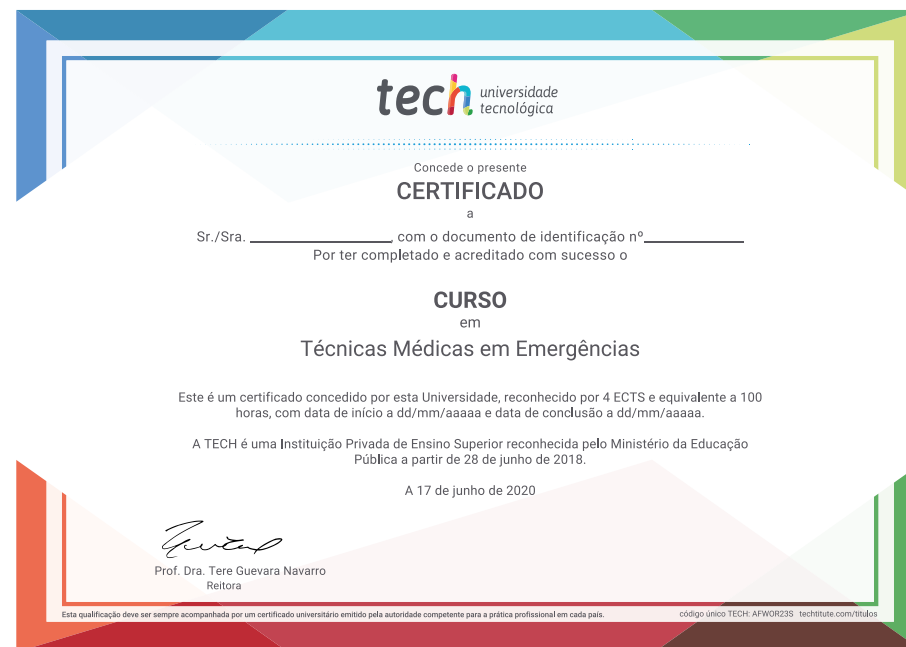 tech universidade
tecnológica
Concede o presente
CERTIFICADO
a
Sr./Sra. ________________, com o documento de identificação nº____________
Por ter completado e acreditado com sucesso o
CURSO
em
Técnicas Médicas em Emergências
Este é um certificado concedido por esta Universidade, reconhecido por 4 ECTS e equivalente a 100
horas, com data de início a dd/mm/aaaaa e data de conclusão a dd/mm/aaaaa.
A TECH é uma Instituição Privada de Ensino Superior reconhecida pelo Ministério da Educação
Pública a partir de 28 de junho de 2018.
A 17 de junho de 2020
Prof. Dra. Tere Guevara Navarro
Reitora
Esta qualificação deve ser sempre acompanhada por um certificado universitário emitido pela autoridade competente para a prática profissional em cada país.
código único TECH: AFWOR23S techtitute.com/titulos